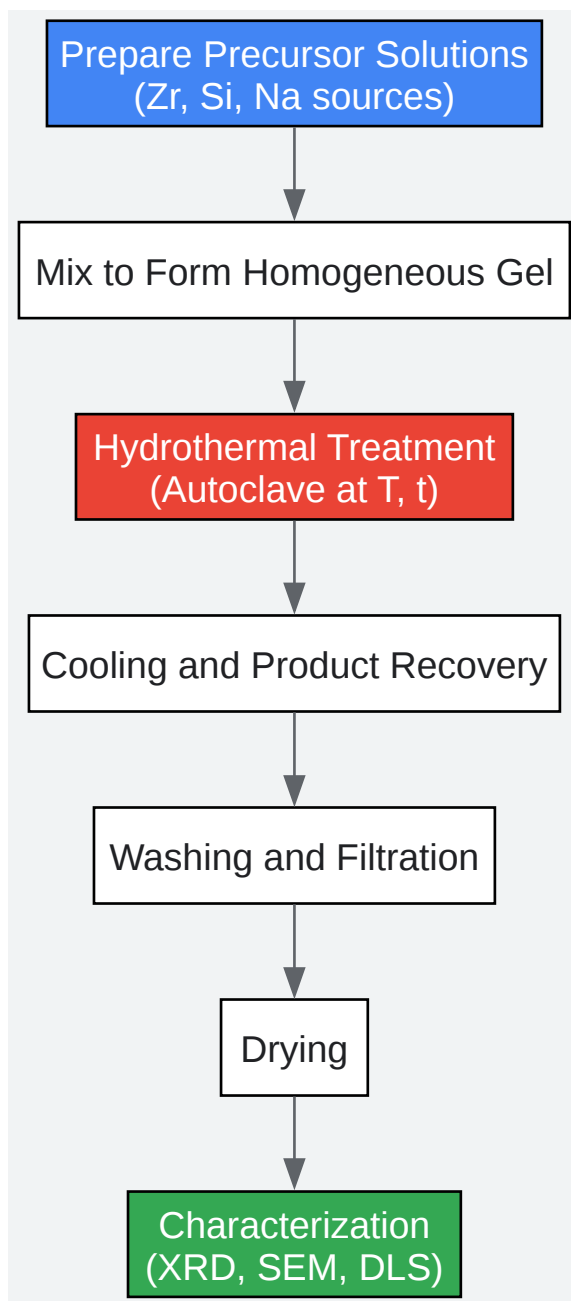 Prepare Precursor Solutions
(Zr, Si, Na sources)
Mix to Form Homogeneous Gel
Hydrothermal Treatment
(Autoclave at T, t)
Cooling and Product Recovery
Washing and Filtration
Drying
Characterization
(XRD, SEM, DLS)